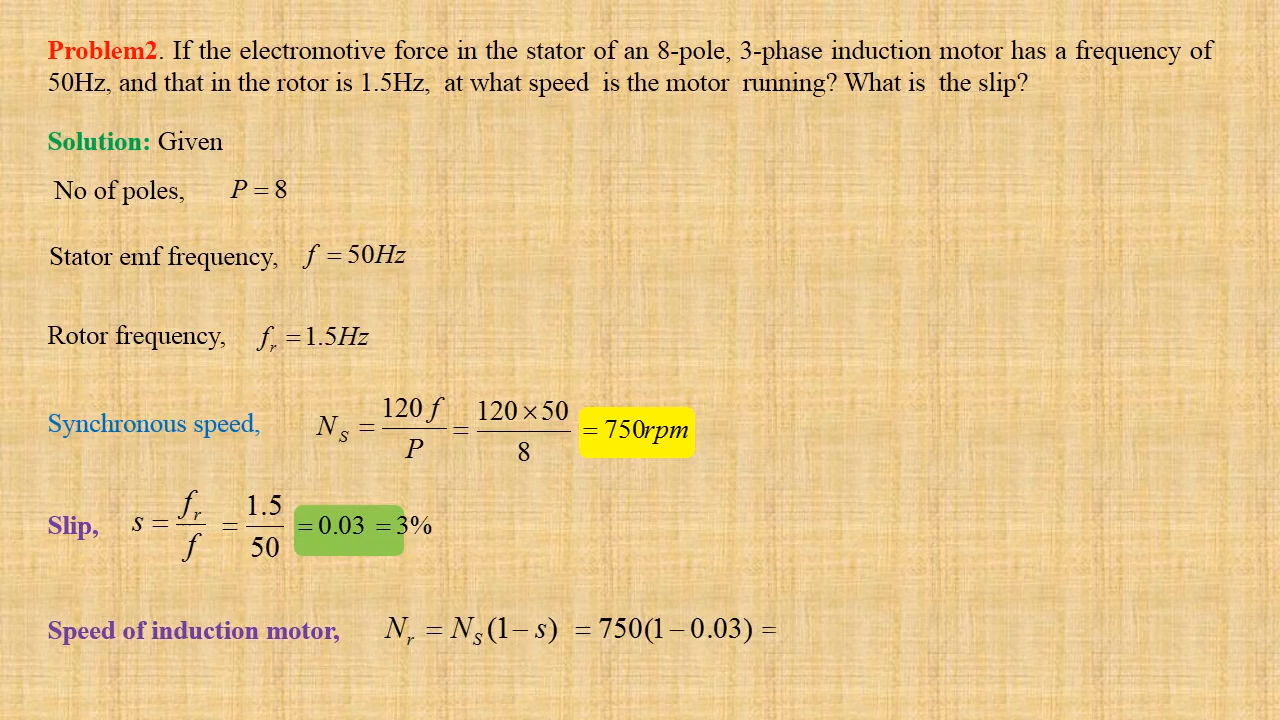 Problem2. If the electromotive force in the stator of an 8-pole, 3-phase induction motor has a frequency of
50Hz, and that in the rotor is 1.5Hz, at what speed is the motor running? What is the slip?
Solution: Given
No of poles, P = 8
Stator emf frequency, f = 50Hz
Rotor frequency, f_r = 1.5Hz
Synchronous speed, N_S = 120 f / P = 120 × 50 / 8 = 750rpm
Slip, s = f_r / f = 1.5 / 50 = 0.03 = 3%
Speed of induction motor, N_r = N_S (1 − s) = 750(1 − 0.03) =